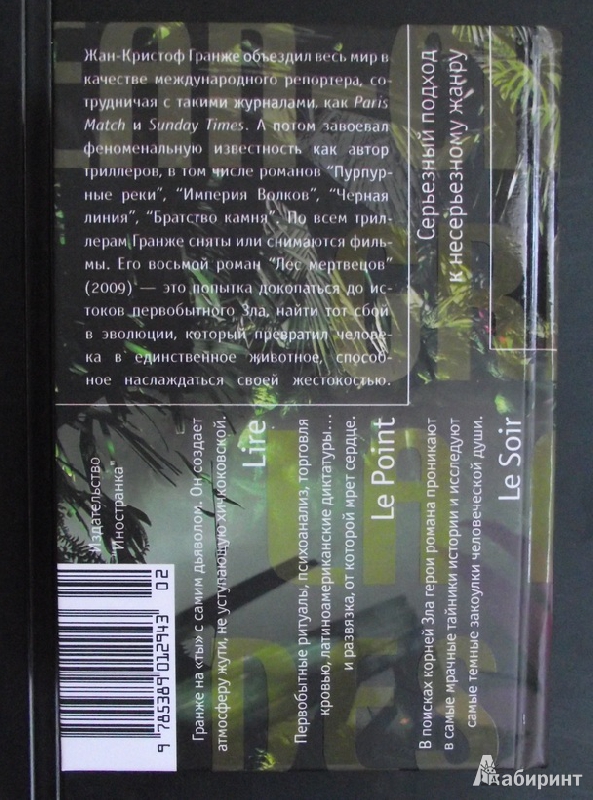 Жан-Кристоф Гранже объездил весь мир в
качестве международного репортера, со-
трудничая с такими журналами, как Paris
Match и Sunday Times. А потом завоевал
феноменальную известность как автор
триллеров, в том числе романов "Пурпур-
ные реки", "Империя Волков", "Черная
линия", "Братство камня". По всем трил-
лерам Гранже сняты или снимаются филь-
мы. Его восьмой роман "Лес мертвецов"
(2009) — это попытка докопаться до ис-
токов первобытного Зла, найти тот сбой
в эволюции, который превратил челове-
ка в единственное животное, способ-
ное наслаждаться своей жестокостью.
Серьезный подход
к несерьезному жанру
Гранже на «ты» с самим дьяволом. Он создает
атмосферу жути, не уступающую хичкоковской.
Lire
Первобытные ритуалы, психоанализ, торговля
кровью, латиноамериканские диктатуры...
и развязка, от которой мрет сердце.
Le Point
В поисках корней Зла герои романа проникают
в самые мрачные тайники истории и исследуют
самые темные закоулки человеческой души.
Le Soir
Издательство
"Иностранка"
9 785389 012943
02
Лабиринт